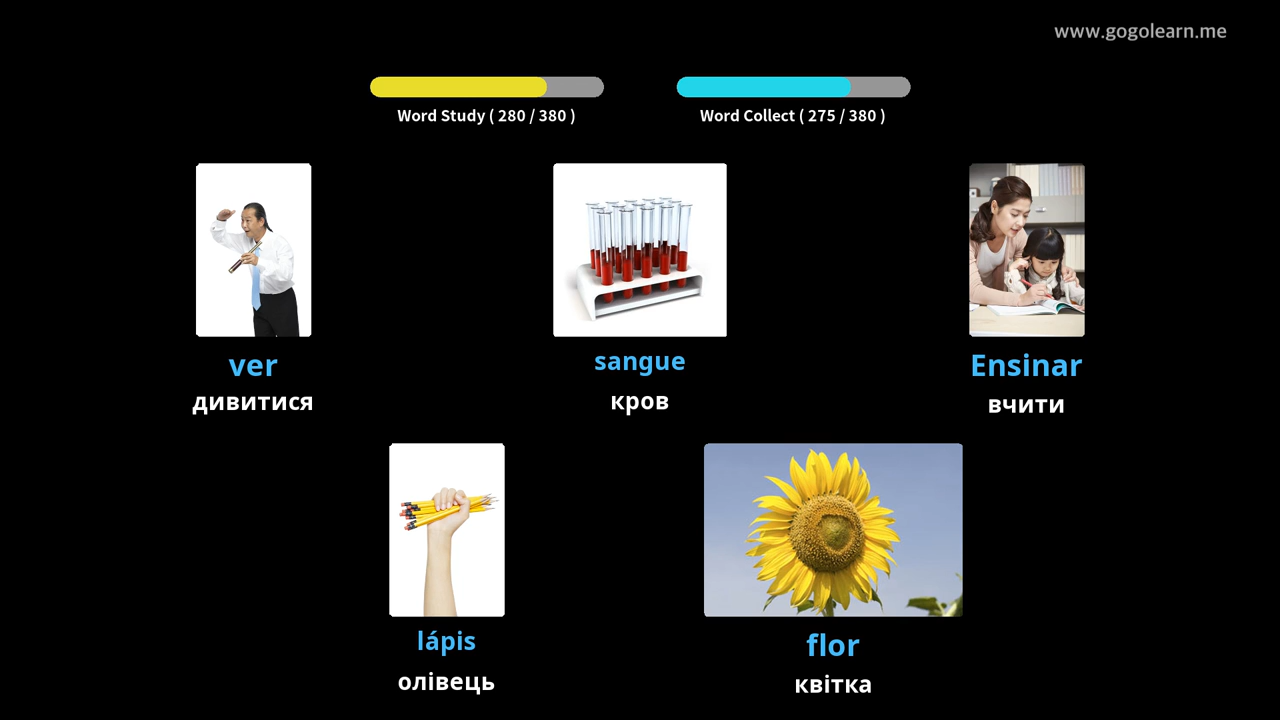 www.gogolearn.me
Word Study ( 280 / 380 )
Word Collect ( 275 / 380 )
ver
дивитися
sangue
кров
Ensinar
вчити
lápis
олівець
flor
квітка